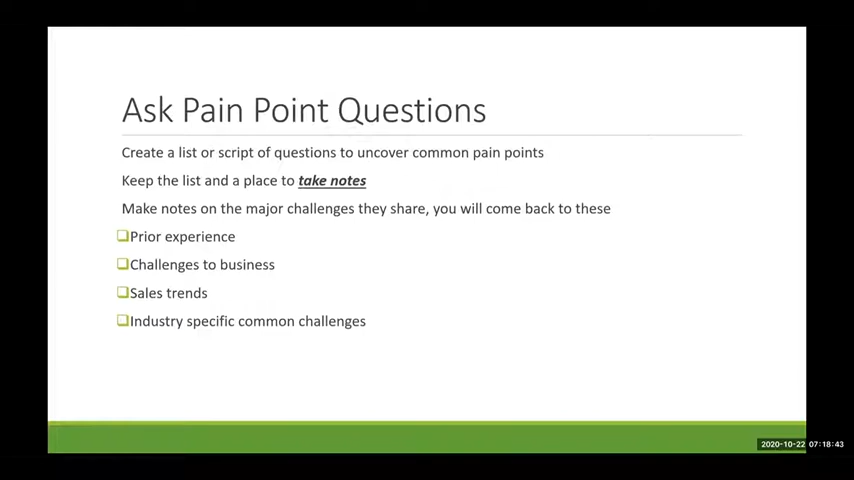 Ask Pain Point Questions
Create a list or script of questions to uncover common pain points
Keep the list and a place to take notes
Make notes on the major challenges they share, you will come back to these
Prior experience
Challenges to business
Sales trends
Industry specific common challenges
2020-10-22 07:18:43